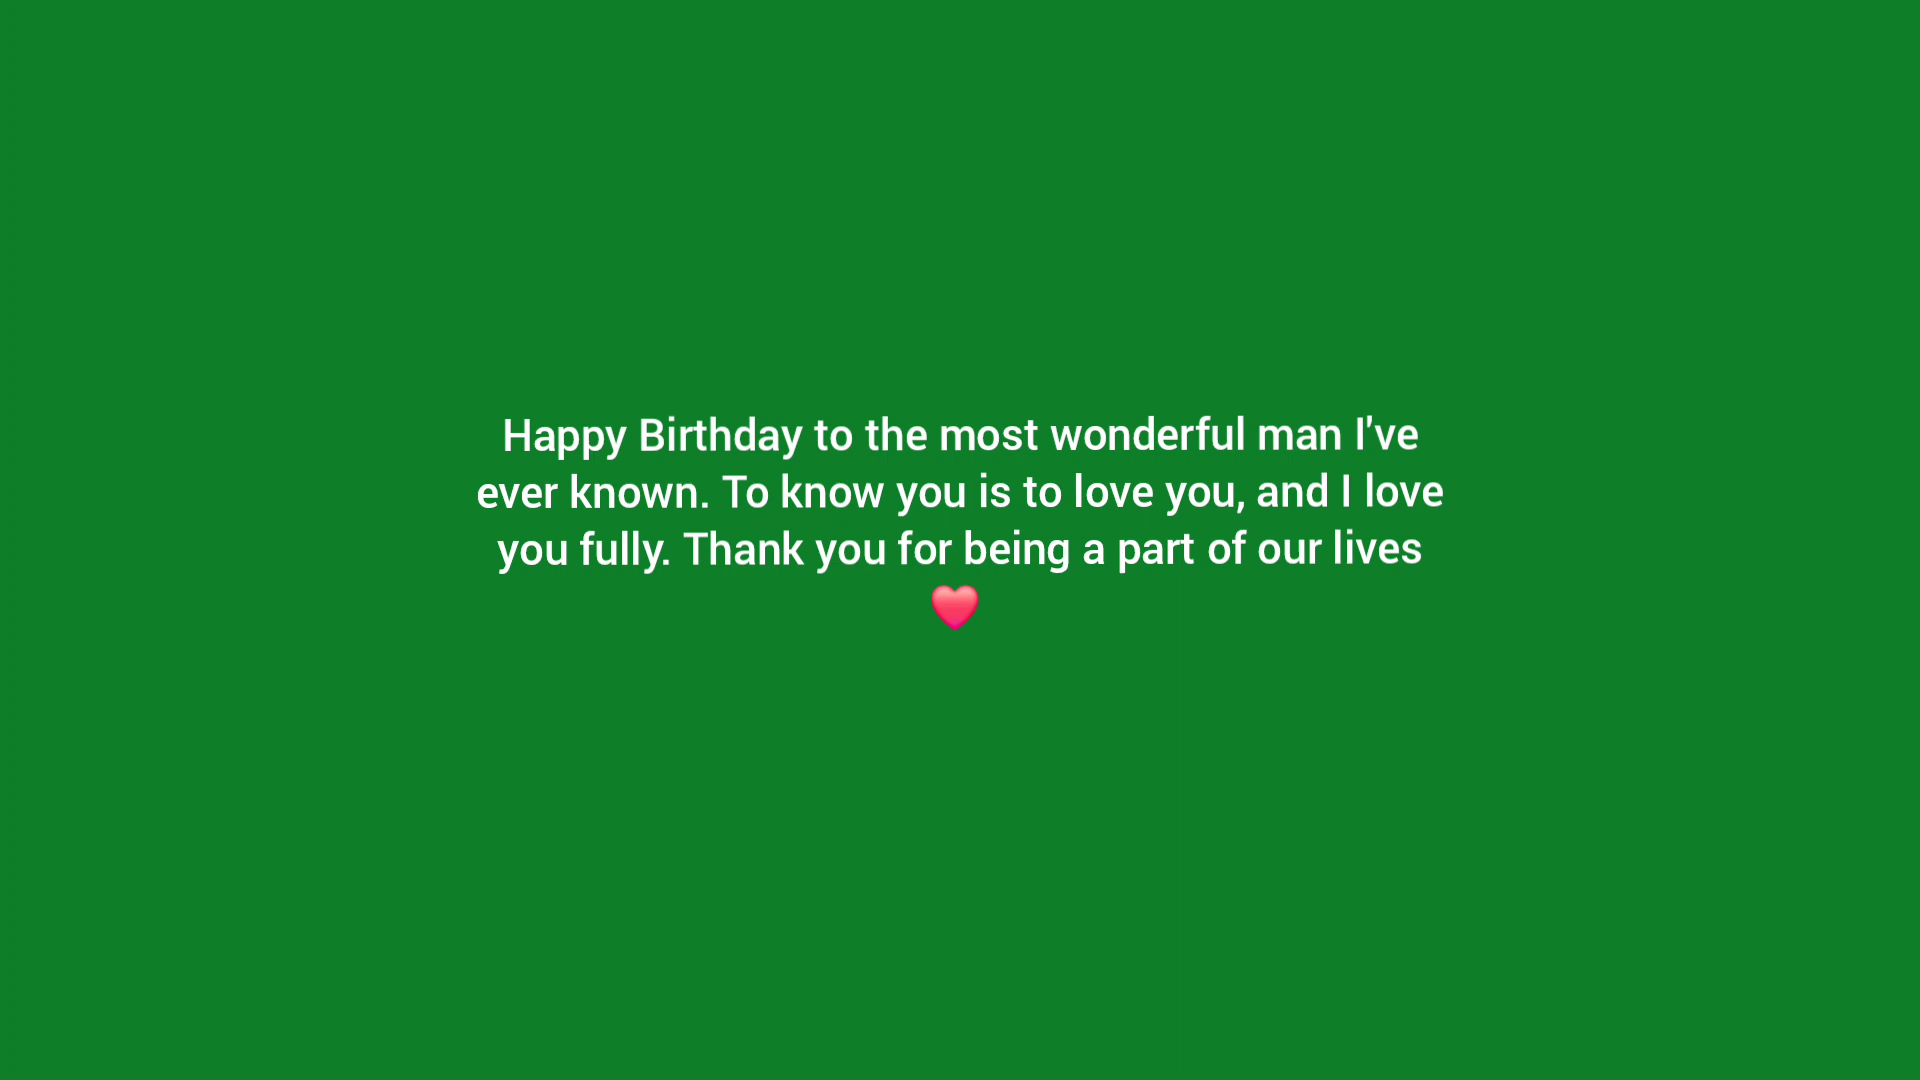 Happy Birthday to the most wonderful man I've
ever known. To know you is to love you, and I love
you fully. Thank you for being a part of our lives
❤️